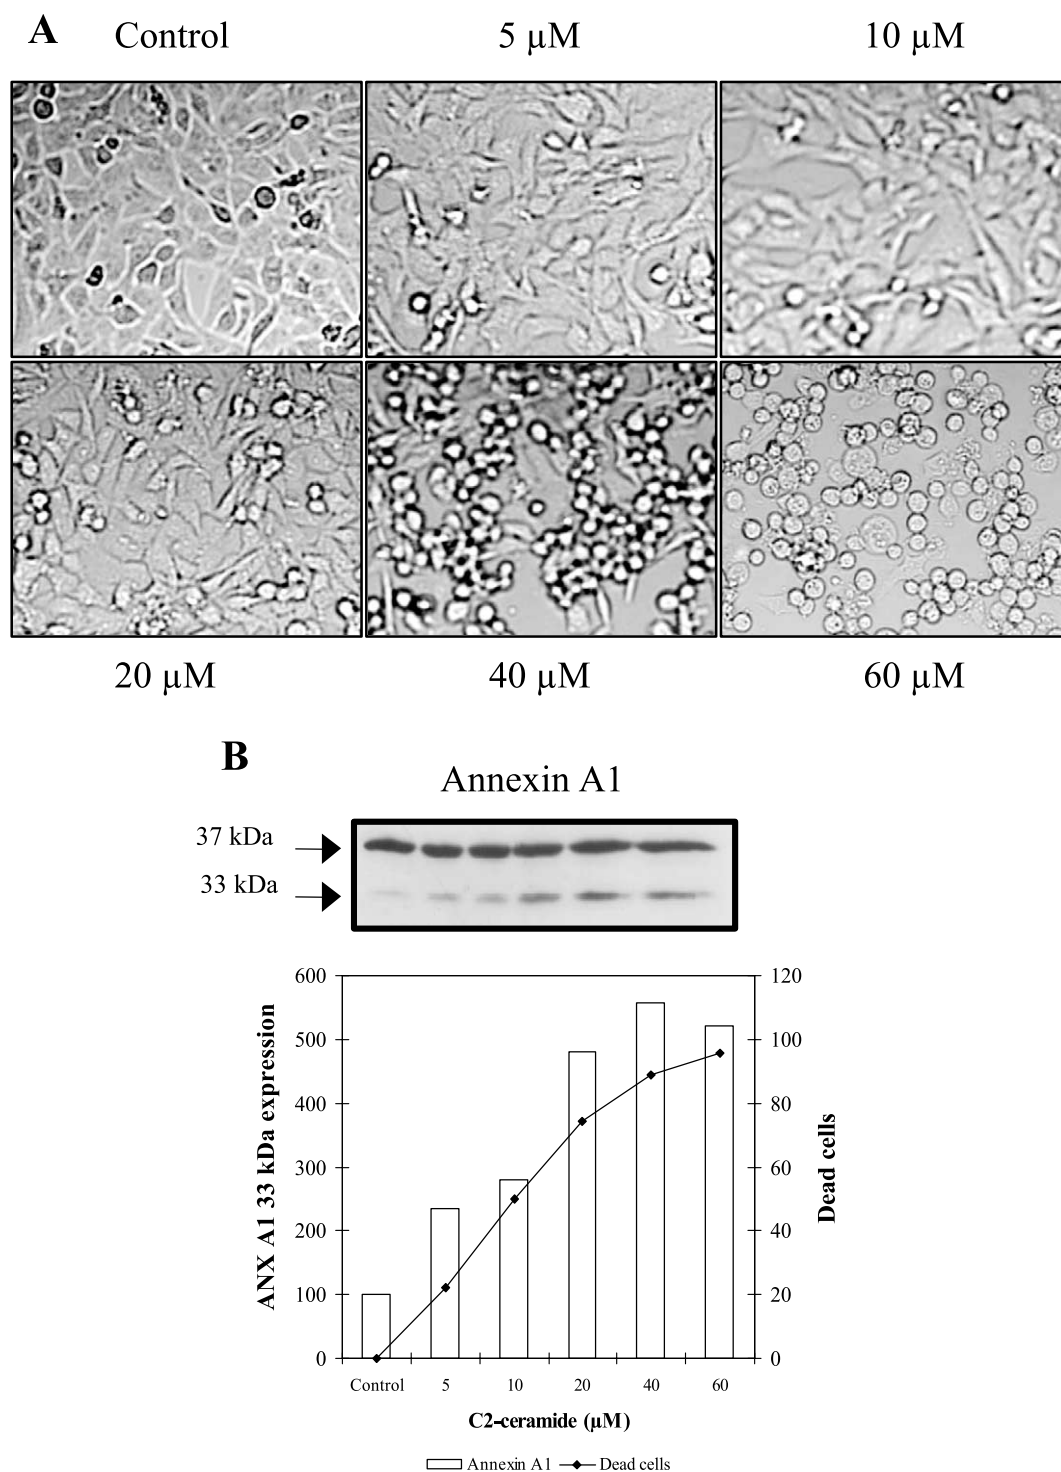 A
Control 5 µM 10 µM
20 µM 40 µM 60 µM
B
Annexin A1
37 kDa
33 kDa
600
500
400
300
200
100
0
ANX A1 33 kDa expression
120
100
80
60
40
20
0
Dead cells
Control 5 10 20 40 60
C2-ceramide (µM)
Annexin A1 Dead cells